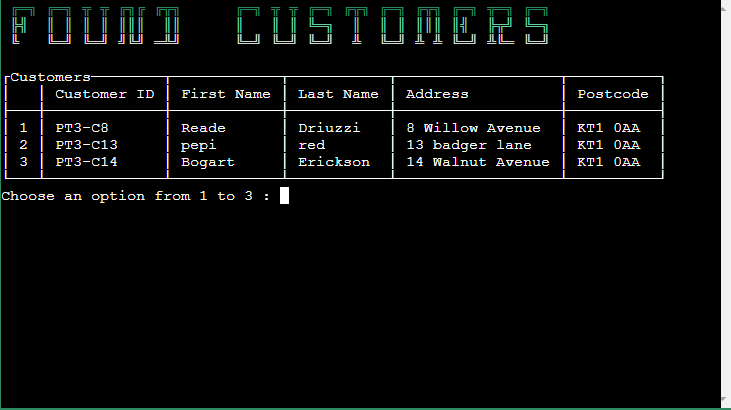 FOUND CUSTOMERS
Customers
Customer ID First Name Last Name Address Postcode
1 PT3-C8 Reade Driuzzi 8 Willow Avenue KT1 0AA
2 PT3-C13 pepi red 13 badger lane KT1 0AA
3 PT3-C14 Bogart Erickson 14 Walnut Avenue KT1 0AA
Choose an option from 1 to 3 :